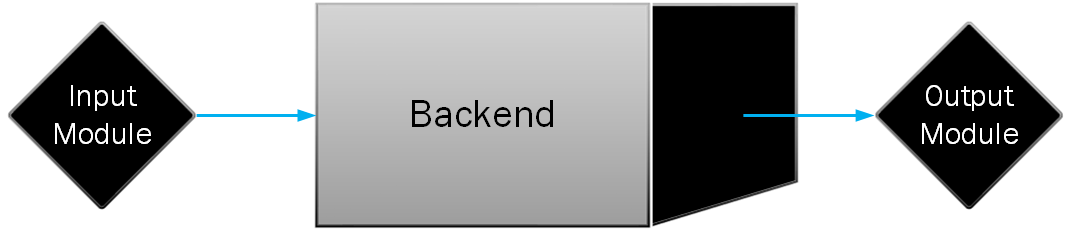 Input
Module
Backend
Output
Module